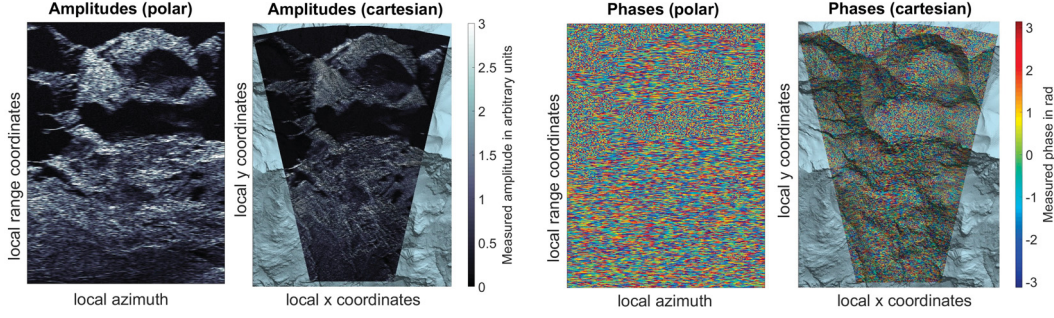 Amplitudes (polar)
local range coordinates
local azimuth
Amplitudes (cartesian)
local y coordinates
local x coordinates
3
2.5
2
1.5
1
0.5
0
Measured amplitude in arbitrary units
Phases (polar)
local range coordinates
local azimuth
Phases (cartesian)
local y coordinates
local x coordinates
3
2
1
0
-1
-2
-3
Measured phase in rad